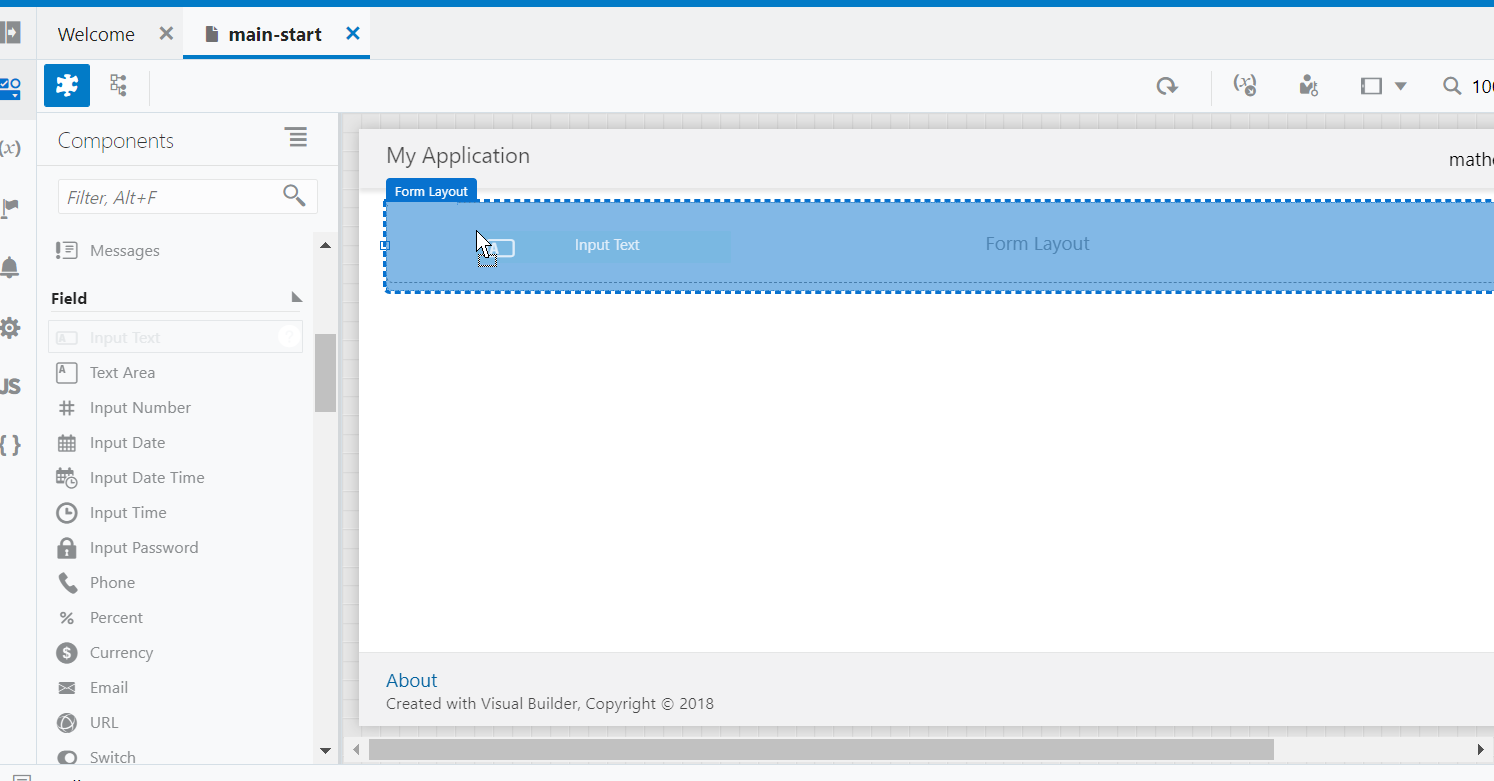 Welcome
main-start
100
Components
Filter, Alt+F
Messages
Field
Input Text
Text Area
Input Number
Input Date
Input Date Time
Input Time
Input Password
Phone
Percent
Currency
Email
URL
Switch
(x)
JS
{ }
My Application
Form Layout
Input Text
Form Layout
About
Created with Visual Builder, Copyright © 2018